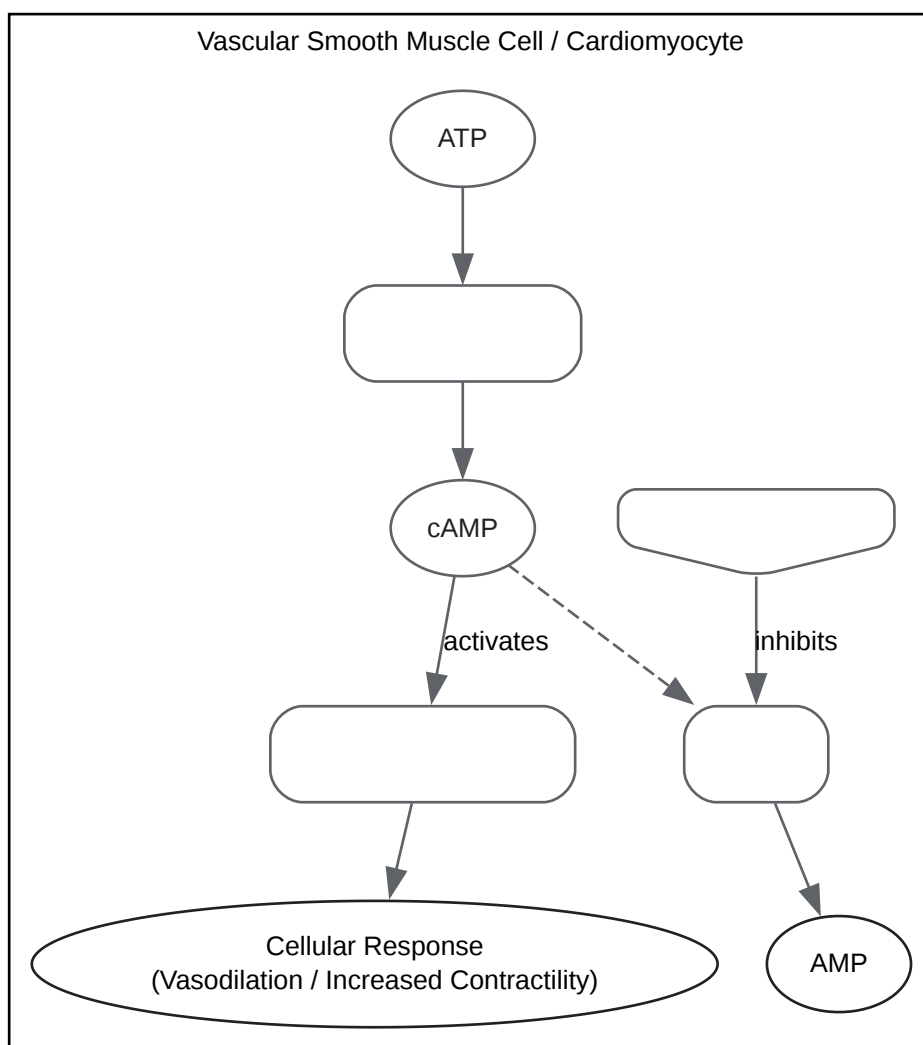 Vascular Smooth Muscle Cell / Cardiomyocyte
ATP
cAMP
activates
inhibits
Cellular Response
(Vasodilation / Increased Contractility)
AMP